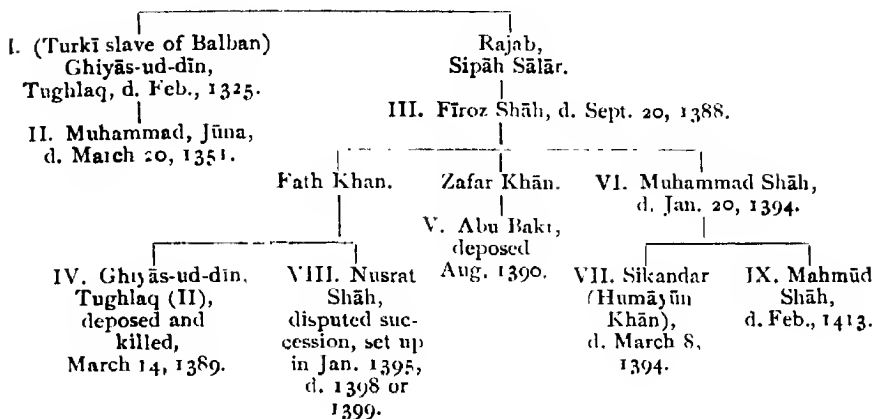 I. (Turkī slave of Balban)
Ghiyās-ud-dīn,
Tughlaq, d. Feb., 1325.
Rajab,
Sipāh Sālār.
II. Muhammad, Jūna,
d. March 20, 1351.
III. Fīroz Shāh, d. Sept. 20, 1388.
Fath Khan.
Zafar Khān.
VI. Muhammad Shāh,
d. Jan. 20, 1394.
V. Abu Bakr,
deposed
Aug. 1390.
IV. Ghiyās-ud-dīn,
Tughlaq (II),
deposed and
killed,
March 14, 1389.
VIII. Nusrat
Shāh,
disputed suc-
cession, set up
in Jan. 1395,
d. 1398 or
1399.
VII. Sikandar
(Humāyūn
Khān),
d. March 8,
1394.
IX. Mahmūd
Shāh,
d. Feb., 1413.